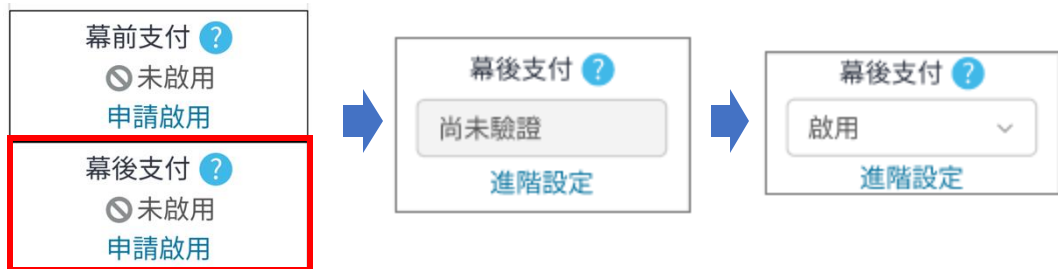 幕前支付 ?
未啟用
申請啟用
幕後支付 ?
未啟用
申請啟用
幕後支付 ?
尚未驗證
進階設定
幕後支付 ?
啟用
進階設定